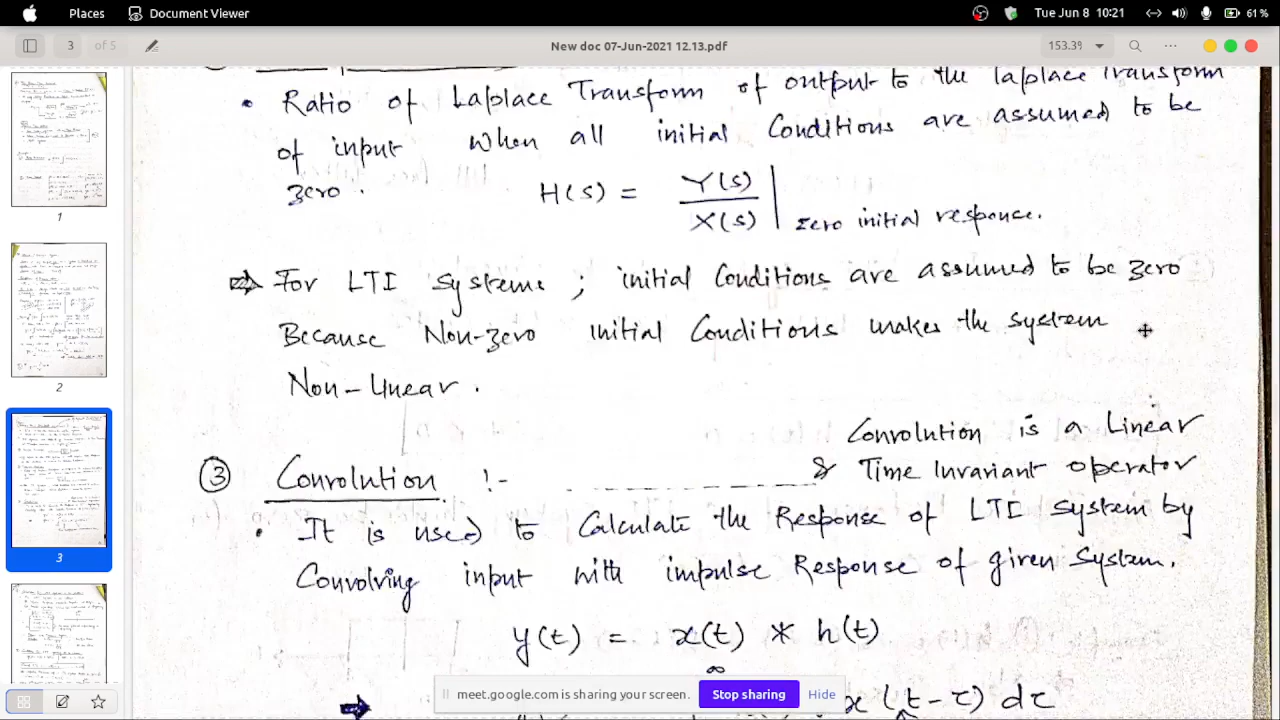 Places Document Viewer Tue Jun 8 10:21 61 %
3 of 5 New doc 07-Jun-2021 12.13.pdf 153.39
• Ratio of Laplace Transform of output to the Laplace Transform
of input when all initial Conditions are assumed to be
zero.
H(s) = Y(s) / X(s) | zero initial response.
⇒ For LTI systems ; initial Conditions are assumed to be zero
Because Non-zero initial Conditions makes the system
Non-Linear.
Convolution is a Linear
& Time Invariant operator
③ Convolution :-
• It is used to Calculate the Response of LTI system by
Convolving input with impulse Response of given system.
y(t) = x(t) * h(t)
∞
x(t-τ) dτ
meet.google.com is sharing your screen. Stop sharing Hide
1
2
3